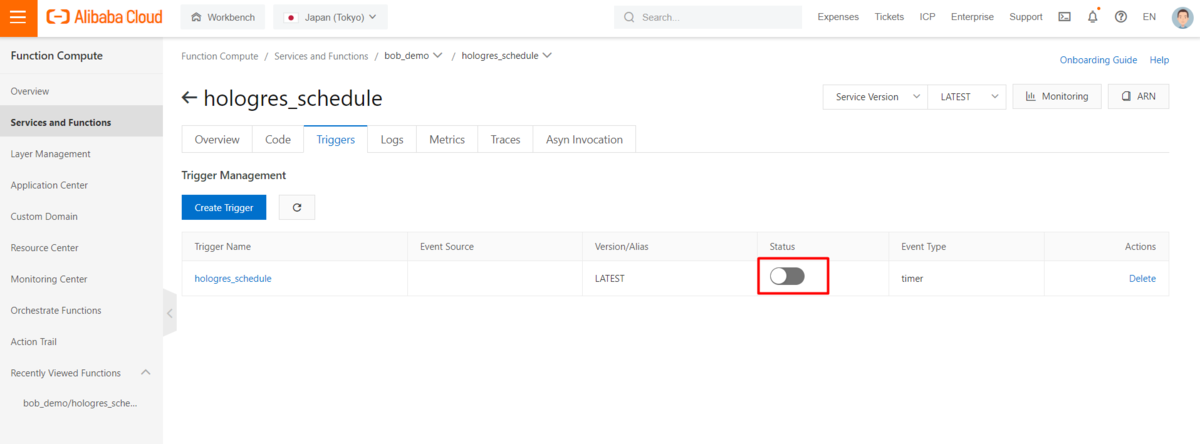 Alibaba Cloud
Workbench
Japan (Tokyo)
Search...
Expenses
Tickets
ICP
Enterprise
Support
EN
Function Compute
Overview
Services and Functions
Layer Management
Application Center
Custom Domain
Resource Center
Monitoring Center
Orchestrate Functions
Action Trail
Recently Viewed Functions
bob_demo/hologres_sche...
Function Compute / Services and Functions / bob_demo / hologres_schedule
Onboarding Guide Help
hologres_schedule
Service Version LATEST Monitoring ARN
Overview Code Triggers Logs Metrics Traces Asyn Invocation
Trigger Management
Create Trigger
Trigger Name Event Source Version/Alias Status Event Type Actions
hologres_schedule LATEST timer Delete